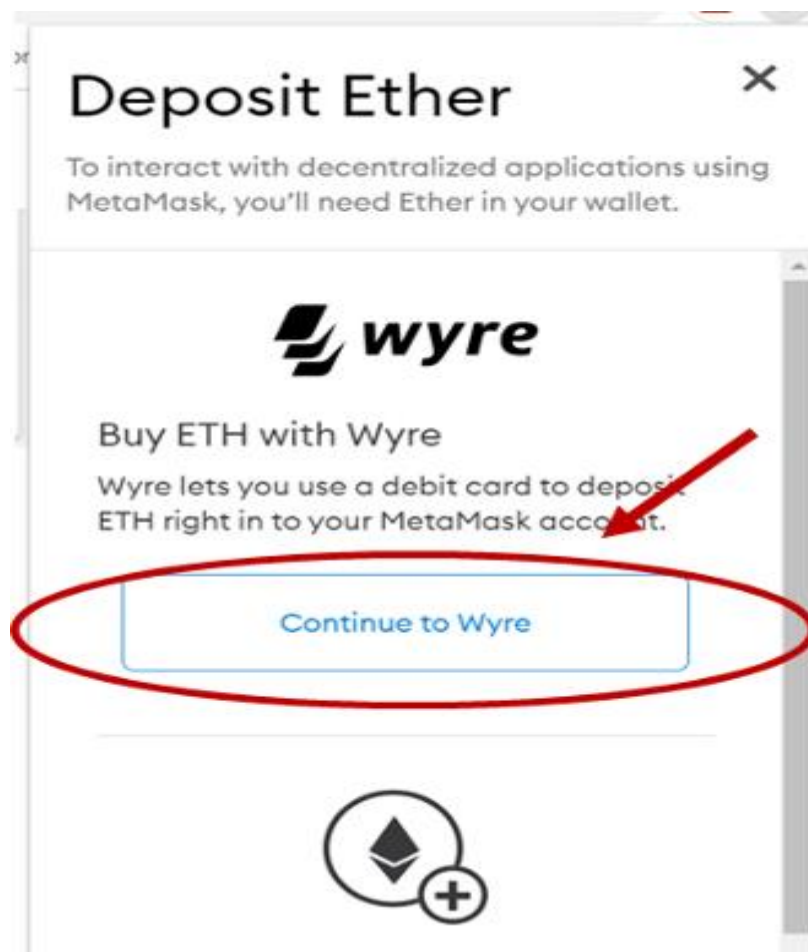 Deposit Ether
To interact with decentralized applications using
MetaMask, you'll need Ether in your wallet.
wyre
Buy ETH with Wyre
Wyre lets you use a debit card to deposit
ETH right in to your MetaMask account.
Continue to Wyre